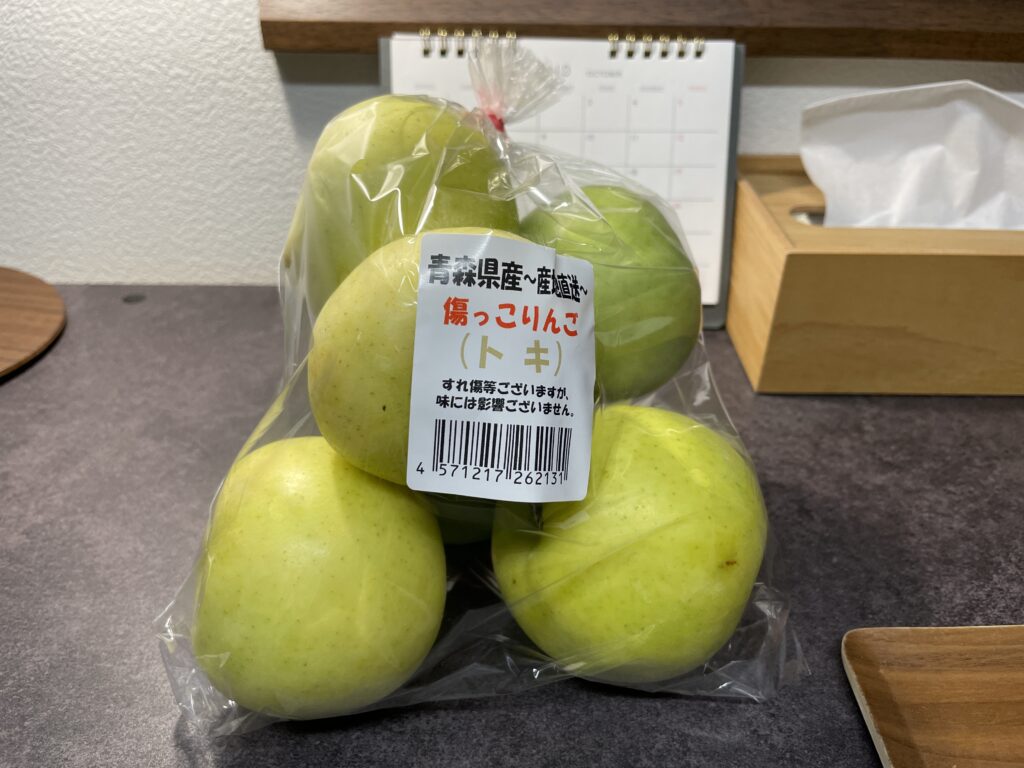 10 OCTOBER
青森県産~産地直送~
傷っこりんご
(トキ)
すれ傷等ございますが、
味には影響ございません。
4 571217 262131